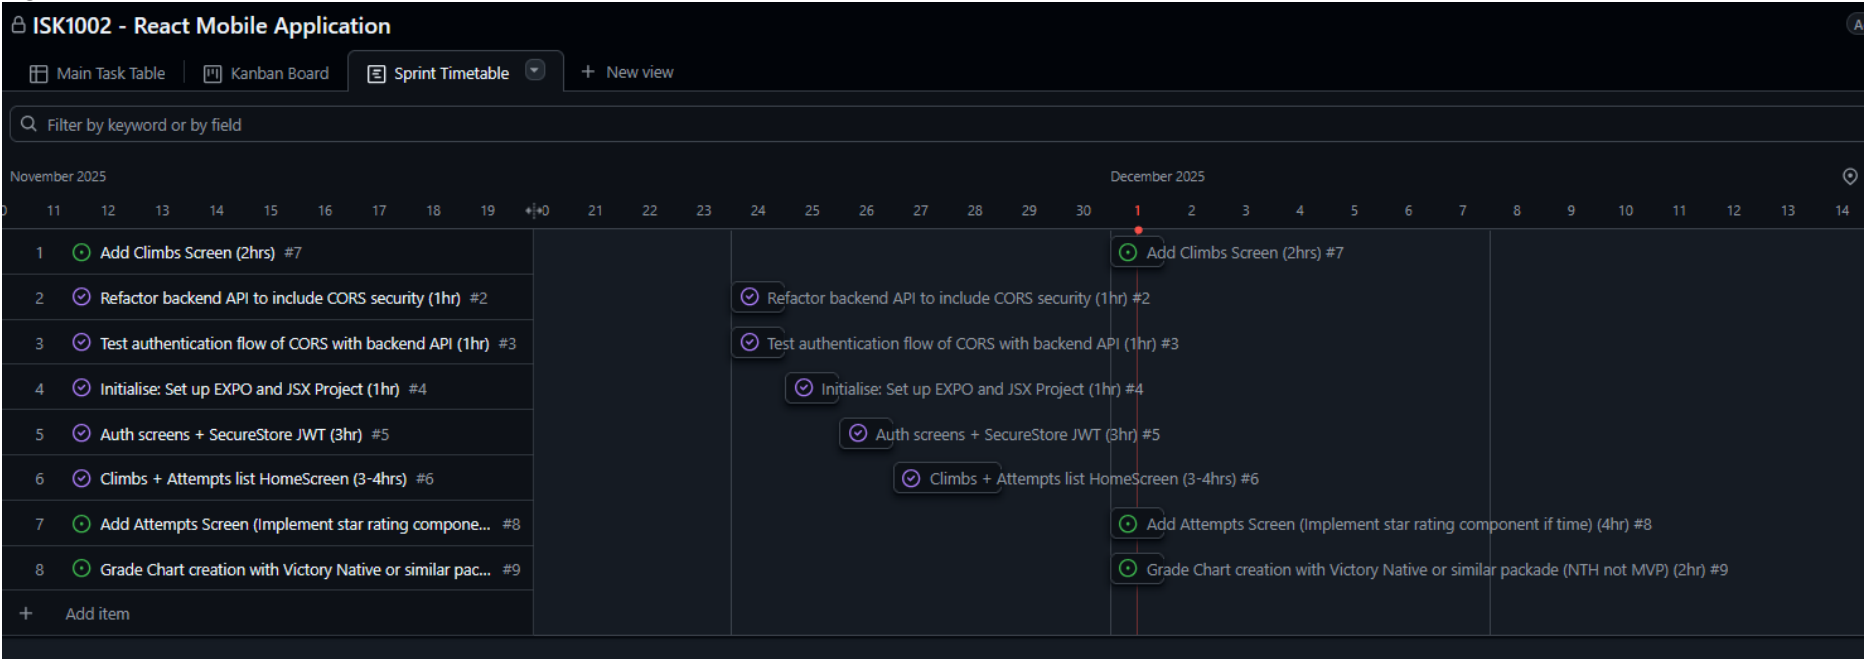 ISK1002 - React Mobile Application
Main Task Table Kanban Board Sprint Timetable New view
Filter by keyword or by field
November 2025 December 2025
11 12 13 14 15 16 17 18 19 21 22 23 24 25 26 27 28 29 30 1 2 3 4 5 6 7 8 9 10 11 12 13 14
1 Add Climbs Screen (2hrs) #7 Add Climbs Screen (2hrs) #7
2 Refactor backend API to include CORS security (1hr) #2 Refactor backend API to include CORS security (1hr) #2
3 Test authentication flow of CORS with backend API (1hr) #3 Test authentication flow of CORS with backend API (1hr) #3
4 Initialise: Set up EXPO and JSX Project (1hr) #4 Initialise: Set up EXPO and JSX Project (1hr) #4
5 Auth screens + SecureStore JWT (3hr) #5 Auth screens + SecureStore JWT (3hr) #5
6 Climbs + Attempts list HomeScreen (3-4hrs) #6 Climbs + Attempts list HomeScreen (3-4hrs) #6
7 Add Attempts Screen (Implement star rating compone... #8 Add Attempts Screen (Implement star rating component if time) (4hr) #8
8 Grade Chart creation with Victory Native or similar pac... #9 Grade Chart creation with Victory Native or similar packade (NTH not MVP) (2hr) #9
+ Add item